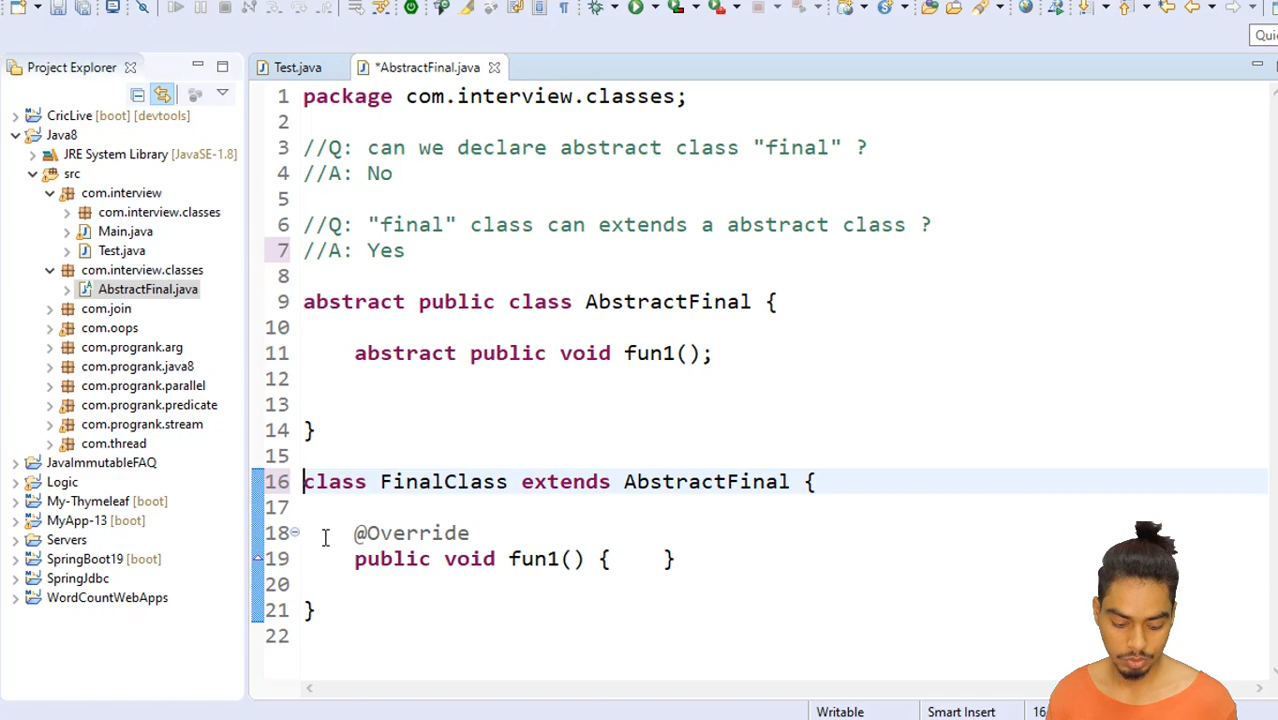 Quic
Project Explorer
Test.java
*AbstractFinal.java
CricLive [boot] [devtools]
Java8
JRE System Library [JavaSE-1.8]
src
com.interview
com.interview.classes
Main.java
Test.java
com.interview.classes
AbstractFinal.java
com.join
com.oops
com.progrank.arg
com.progrank.java8
com.progrank.parallel
com.progrank.predicate
com.progrank.stream
com.thread
JavaImmutableFAQ
Logic
My-Thymeleaf [boot]
MyApp-13 [boot]
Servers
SpringBoot19 [boot]
SpringJdbc
WordCountWebApps
1 package com.interview.classes;
2
3 //Q: can we declare abstract class "final" ?
4 //A: No
5
6 //Q: "final" class can extends a abstract class ?
7 //A: Yes
8
9 abstract public class AbstractFinal {
10
11 abstract public void fun1();
12
13
14 }
15
16 class FinalClass extends AbstractFinal {
17
18 @Override
19 public void fun1() { }
20
21 }
22
Writable
Smart Insert
16